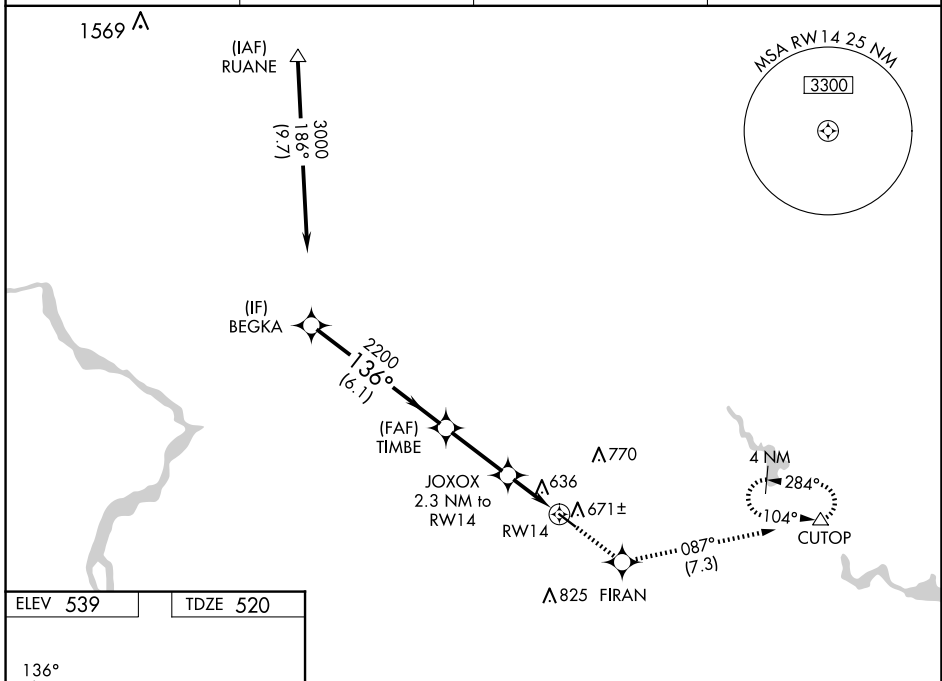 1569
(IAF)
RUANE
3000
186°
(9.7)
MSA RW14 25 NM
3300
(IF)
BEGKA
2200
136°
(6.1)
(FAF)
TIMBE
JOXOX
2.3 NM to
RW14
636
770
671±
RW14
4 NM
284°
104°
CUTOP
087°
(7.3)
825
FIRAN
ELEV 539
TDZE 520
136°